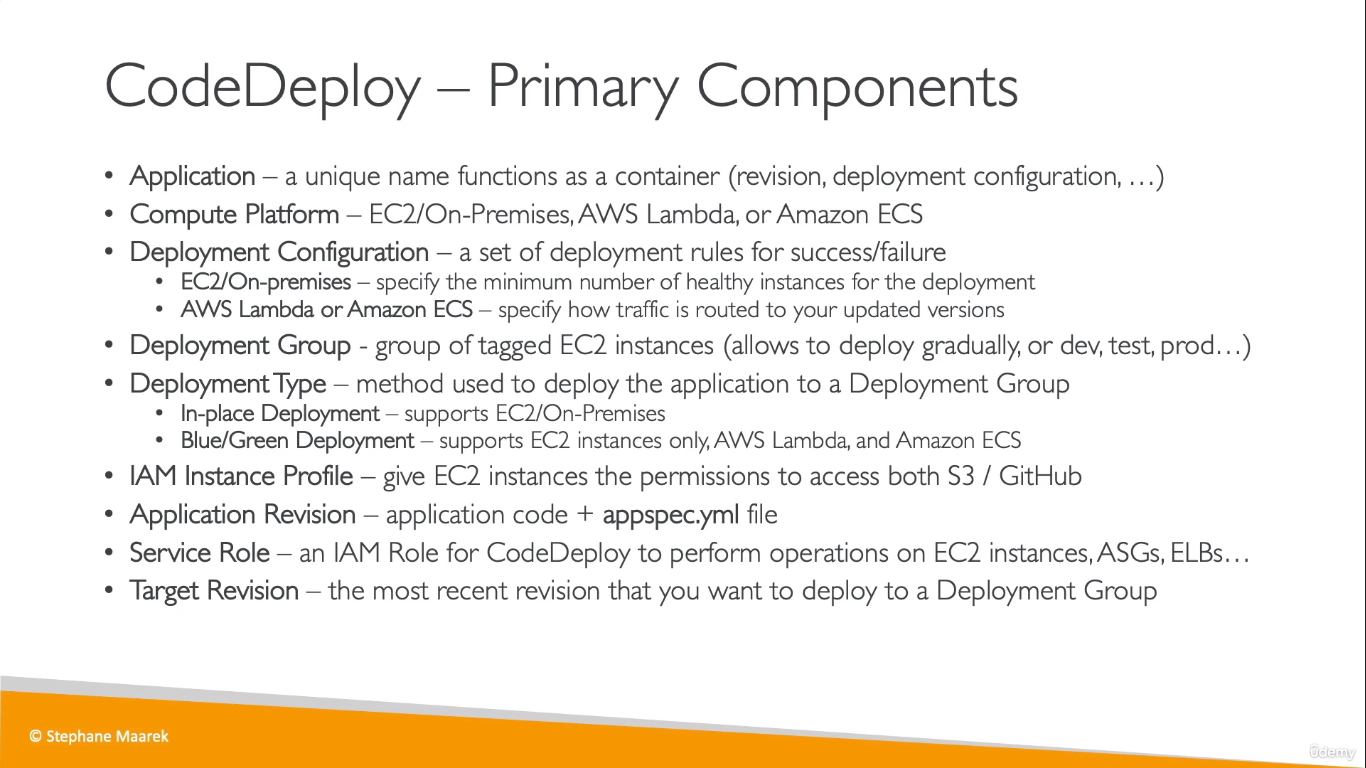 CodeDeploy – Primary Components
• Application – a unique name functions as a container (revision, deployment configuration, …)
• Compute Platform – EC2/On-Premises, AWS Lambda, or Amazon ECS
• Deployment Configuration – a set of deployment rules for success/failure
• EC2/On-premises – specify the minimum number of healthy instances for the deployment
• AWS Lambda or Amazon ECS – specify how traffic is routed to your updated versions
• Deployment Group - group of tagged EC2 instances (allows to deploy gradually, or dev, test, prod…)
• Deployment Type – method used to deploy the application to a Deployment Group
• In-place Deployment – supports EC2/On-Premises
• Blue/Green Deployment – supports EC2 instances only, AWS Lambda, and Amazon ECS
• IAM Instance Profile – give EC2 instances the permissions to access both S3 / GitHub
• Application Revision – application code + appspec.yml file
• Service Role – an IAM Role for CodeDeploy to perform operations on EC2 instances, ASGs, ELBs…
• Target Revision – the most recent revision that you want to deploy to a Deployment Group
© Stephane Maarek
ûdemy